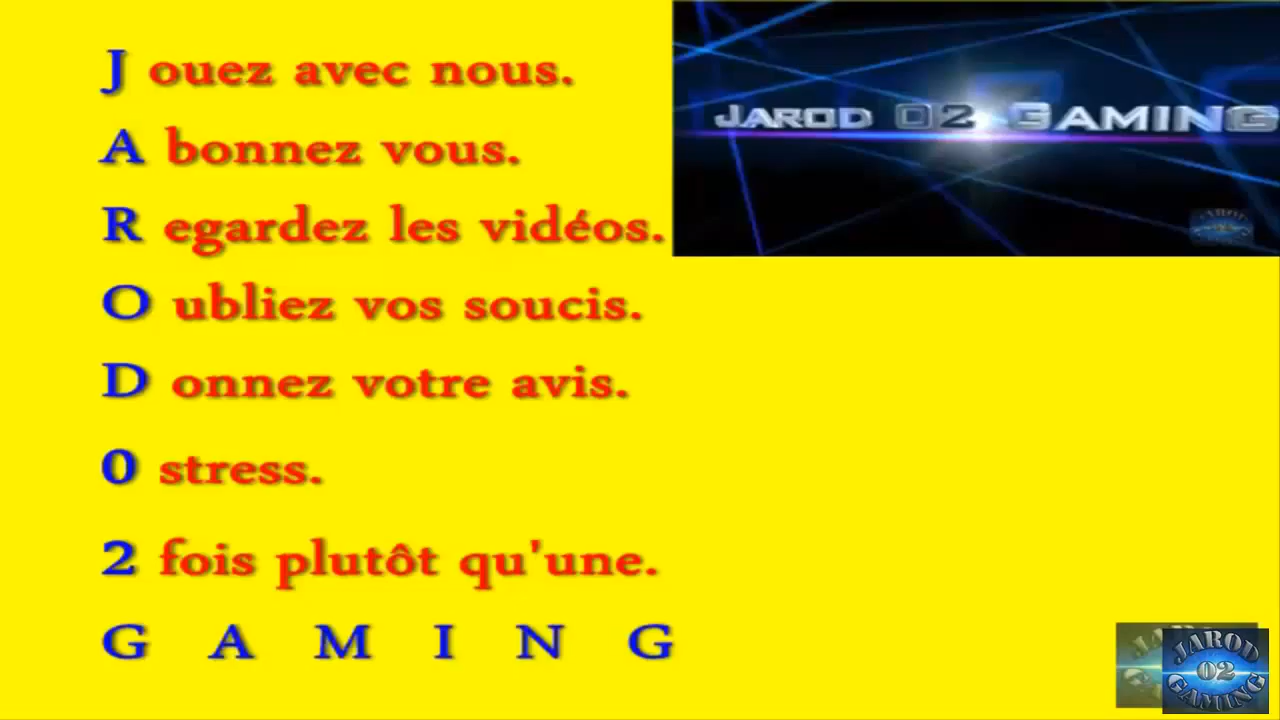 J ouez avec nous.
A bonnez vous.
R egardez les vidéos.
O ubliez vos soucis.
D onnez votre avis.
0 stress.
2 fois plutôt qu'une.
G A M I N G
JAROD 02 GAMING
JAROD
02
GAMING